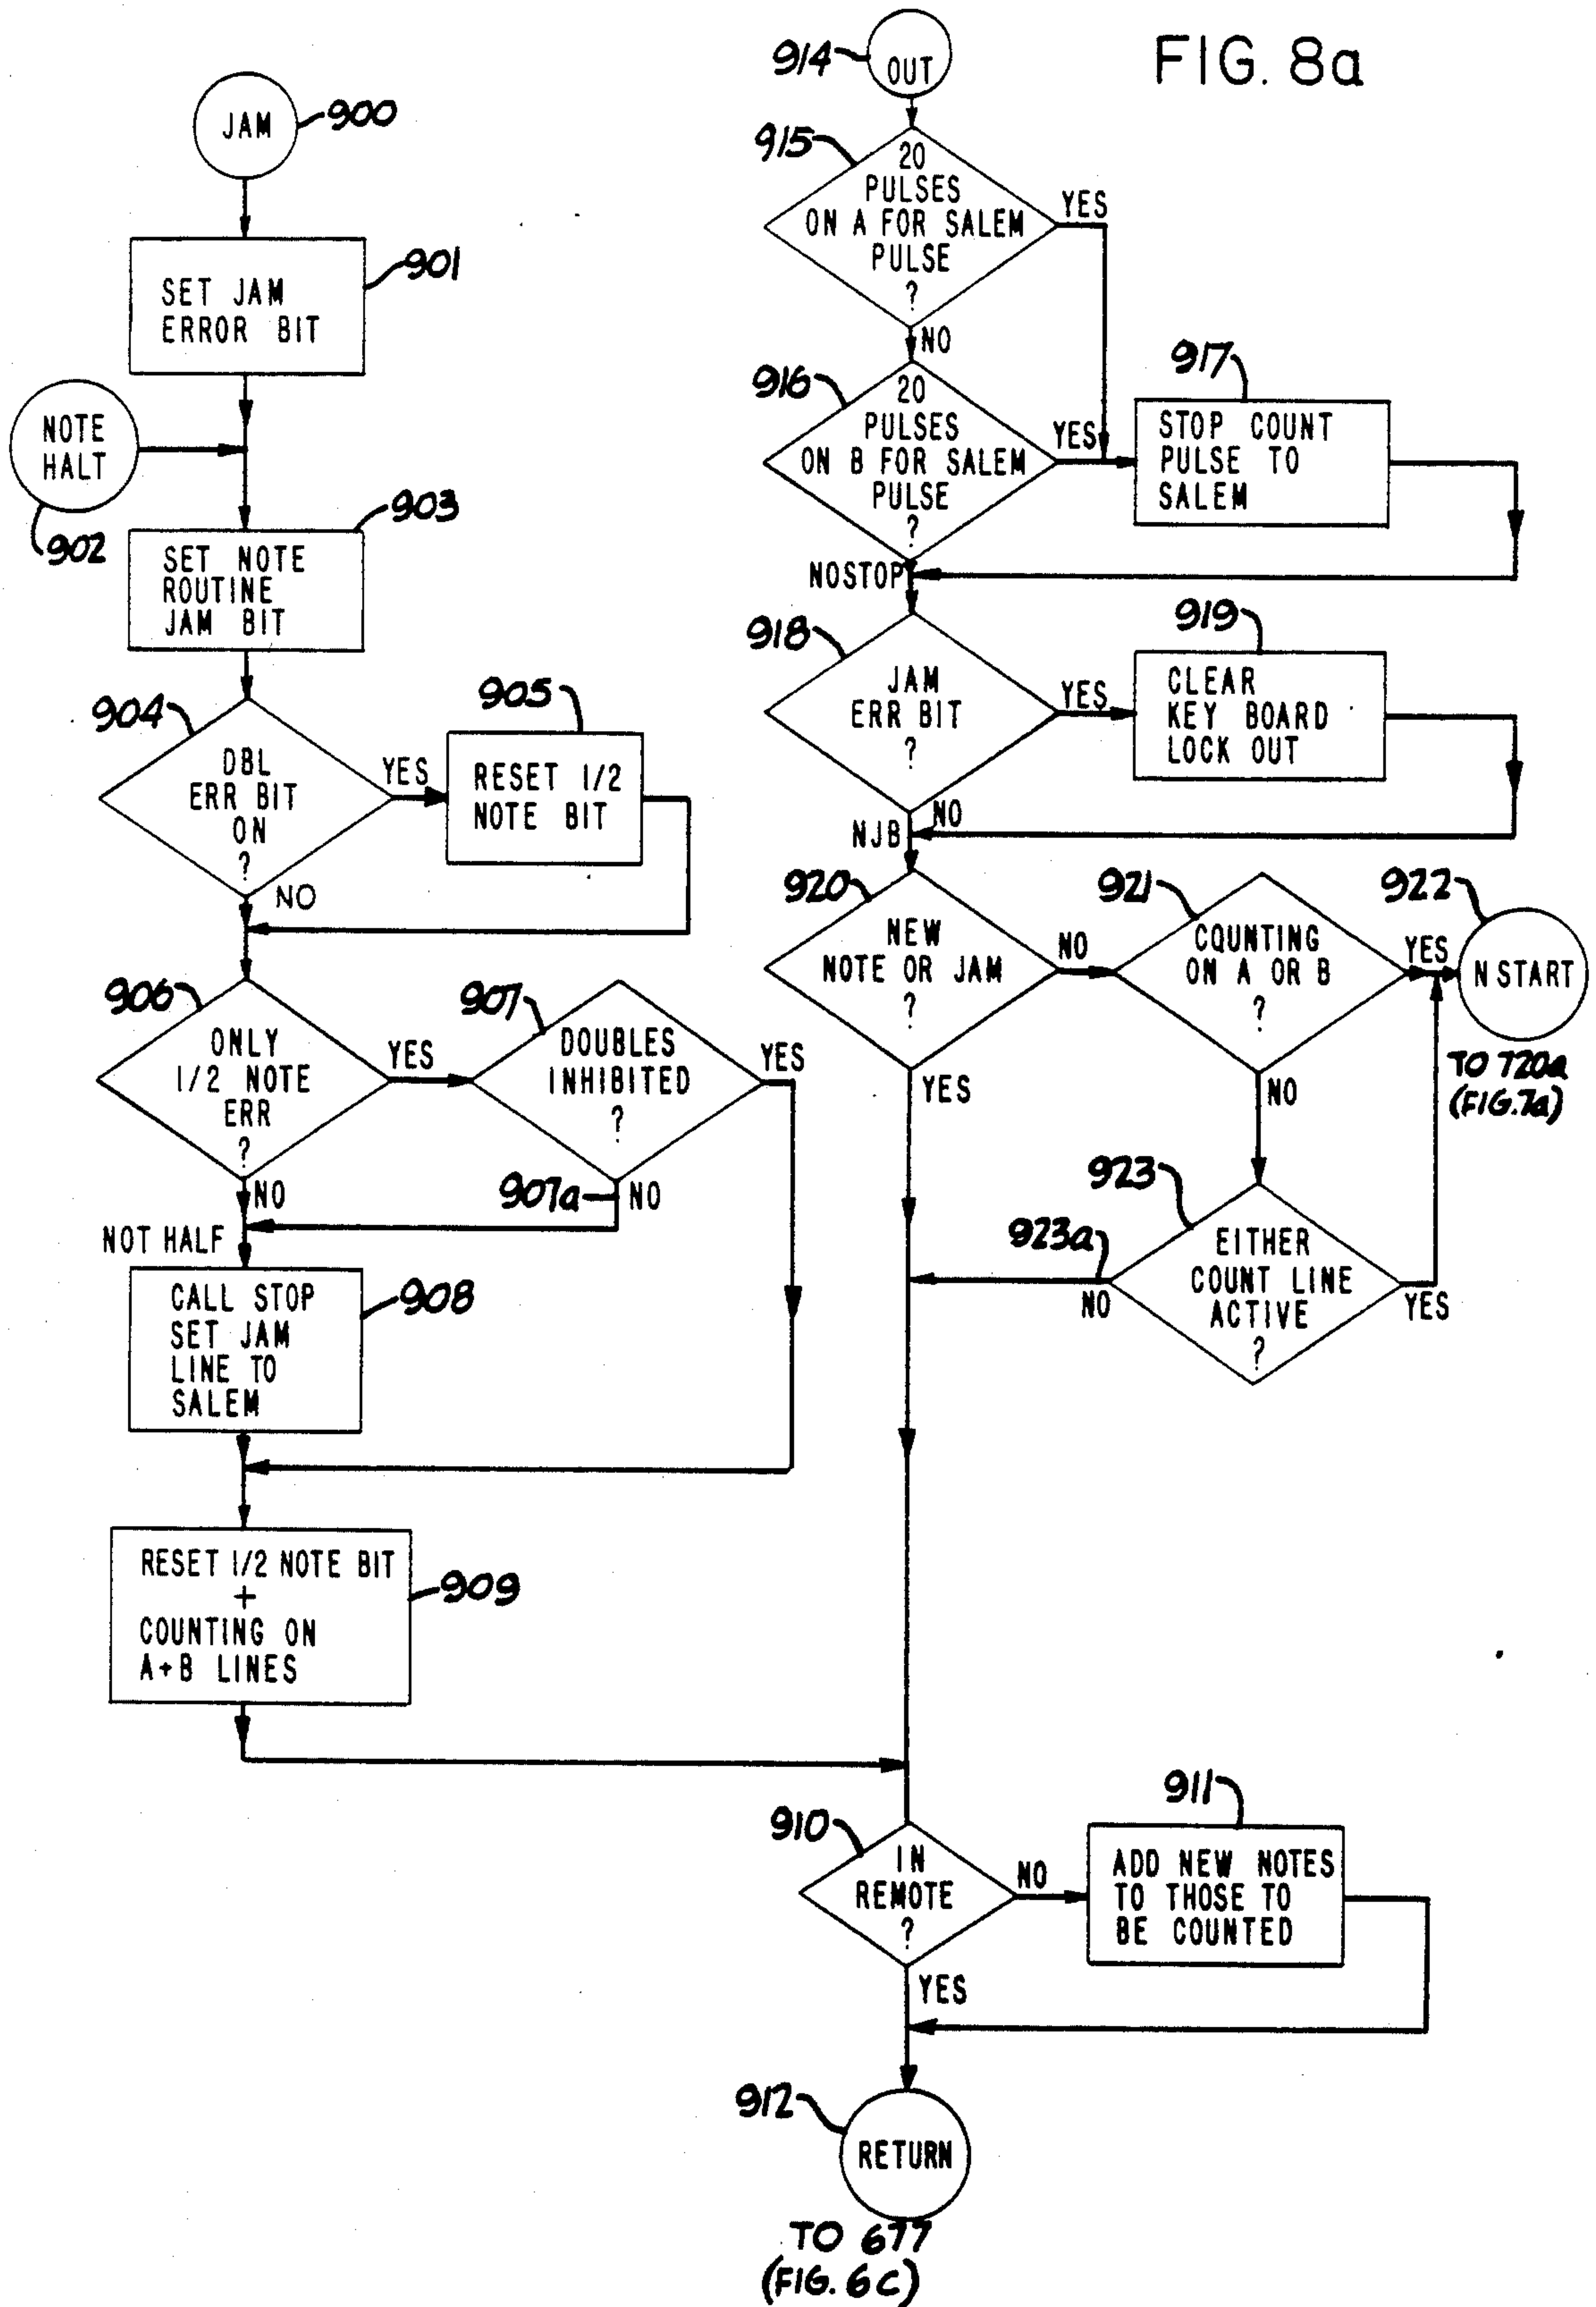 FIG. 8a
JAM
900
SET JAM
ERROR BIT
901
NOTE
HALT
902
SET NOTE
ROUTINE
JAM BIT
903
904
DBL
ERR BIT
ON
?
YES
NO
905
RESET 1/2
NOTE BIT
906
ONLY
1/2 NOTE
ERR
?
YES
NO
907
DOUBLES
INHIBITED
?
YES
907a
NO
NOT HALF
CALL STOP
SET JAM
LINE TO
SALEM
908
RESET 1/2 NOTE BIT
+
COUNTING ON
A+B LINES
909
914
OUT
915
20
PULSES
ON A FOR SALEM
PULSE
?
YES
NO
916
20
PULSES
ON B FOR SALEM
PULSE
?
YES
917
STOP COUNT
PULSE TO
SALEM
NOSTOP
918
JAM
ERR BIT
?
YES
919
CLEAR
KEY BOARD
LOCK OUT
NJB
NO
920
NEW
NOTE OR JAM
?
NO
YES
921
COUNTING
ON A OR B
?
YES
NO
922
N START
TO 720a
(FIG.7a)
923
EITHER
COUNT LINE
ACTIVE
?
923a
NO
YES
910
IN
REMOTE
?
NO
YES
911
ADD NEW NOTES
TO THOSE TO
BE COUNTED
912
RETURN
TO 677
(FIG. 6C)